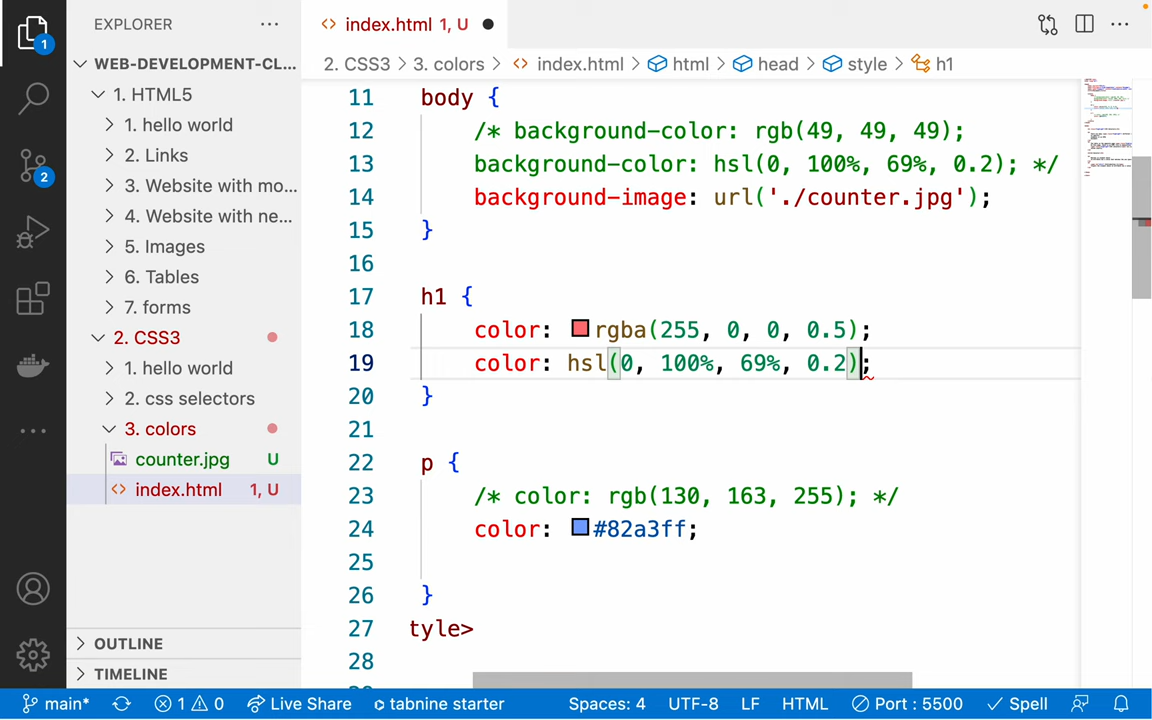 EXPLORER
index.html 1, U
WEB-DEVELOPMENT-CL...
2. CSS3 > 3. colors > index.html > html > head > style > h1
1. HTML5
1. hello world
2. Links
3. Website with mo...
4. Website with ne...
5. Images
6. Tables
7. forms
2. CSS3
1. hello world
2. css selectors
3. colors
counter.jpg U
index.html 1, U
OUTLINE
TIMELINE
11 body {
12 /* background-color: rgb(49, 49, 49);
13 background-color: hsl(0, 100%, 69%, 0.2); */
14 background-image: url('./counter.jpg');
15 }
16
17 h1 {
18 color: rgba(255, 0, 0, 0.5);
19 color: hsl(0, 100%, 69%, 0.2);
20 }
21
22 p {
23 /* color: rgb(130, 163, 255); */
24 color: #82a3ff;
25
26 }
27 tyle>
28
1
2
main* 1 0 Live Share tabnine starter Spaces: 4 UTF-8 LF HTML Port : 5500 Spell